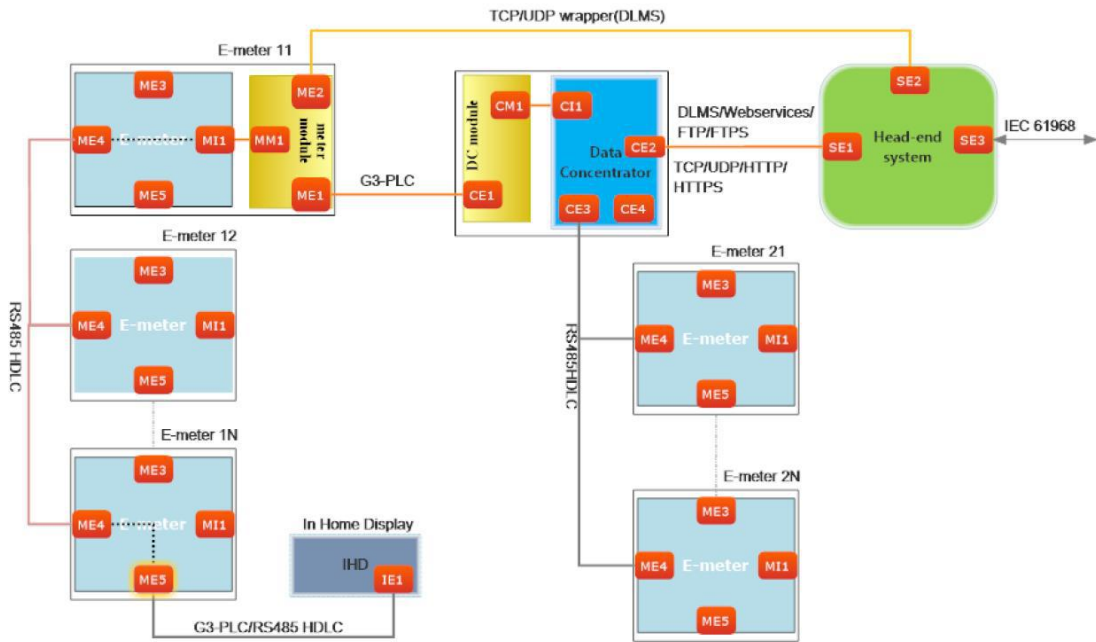 TCP/UDP wrapper(DLMS)
E-meter 11
ME3
ME2
ME4
E-meter
MI1
MM1
meter
module
ME5
ME1
G3-PLC
DC module
CM1
CI1
CE1
Data
Concentrator
CE2
CE3
CE4
DLMS/Webservices/
FTP/FTPS
TCP/UDP/HTTP/
HTTPS
SE2
SE1
Head-end
system
SE3
IEC 61968
RS485 HDLC
E-meter 12
ME3
ME4
E-meter
MI1
ME5
E-meter 1N
ME3
ME4
E-meter
MI1
ME5
In Home Display
IHD
IE1
G3-PLC/RS485 HDLC
RS485HDLC
E-meter 21
ME3
ME4
E-meter
MI1
ME5
E-meter 2N
ME3
ME4
E-meter
MI1
ME5